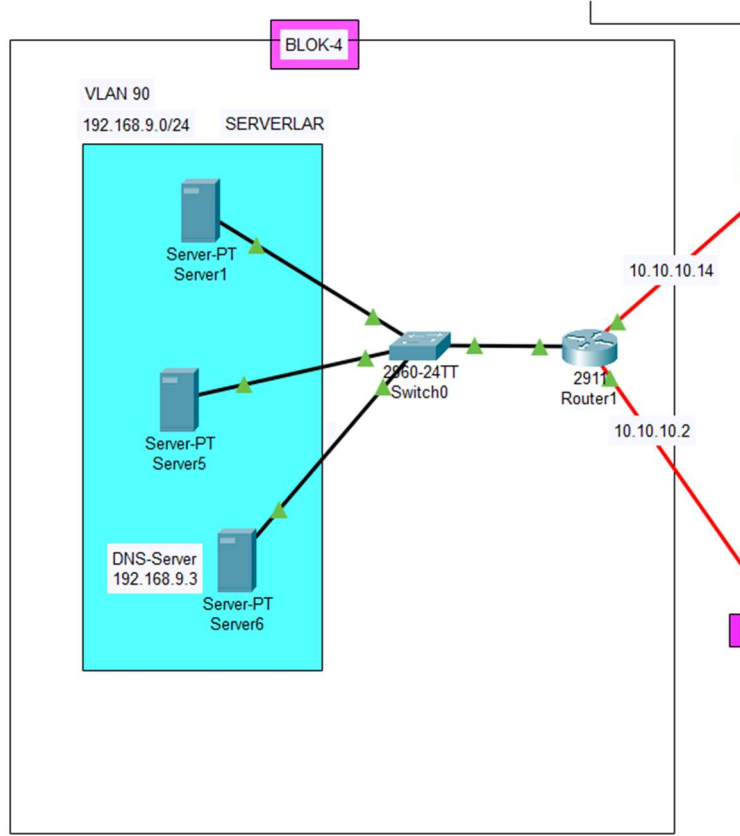 BLOK-4
VLAN 90
192.168.9.0/24
SERVERLAR
Server-PT
Server1
10.10.10.14
2960-24TT
Switch0
2911
Router1
Server-PT
Server5
10.10.10.2
DNS-Server
192.168.9.3
Server-PT
Server6